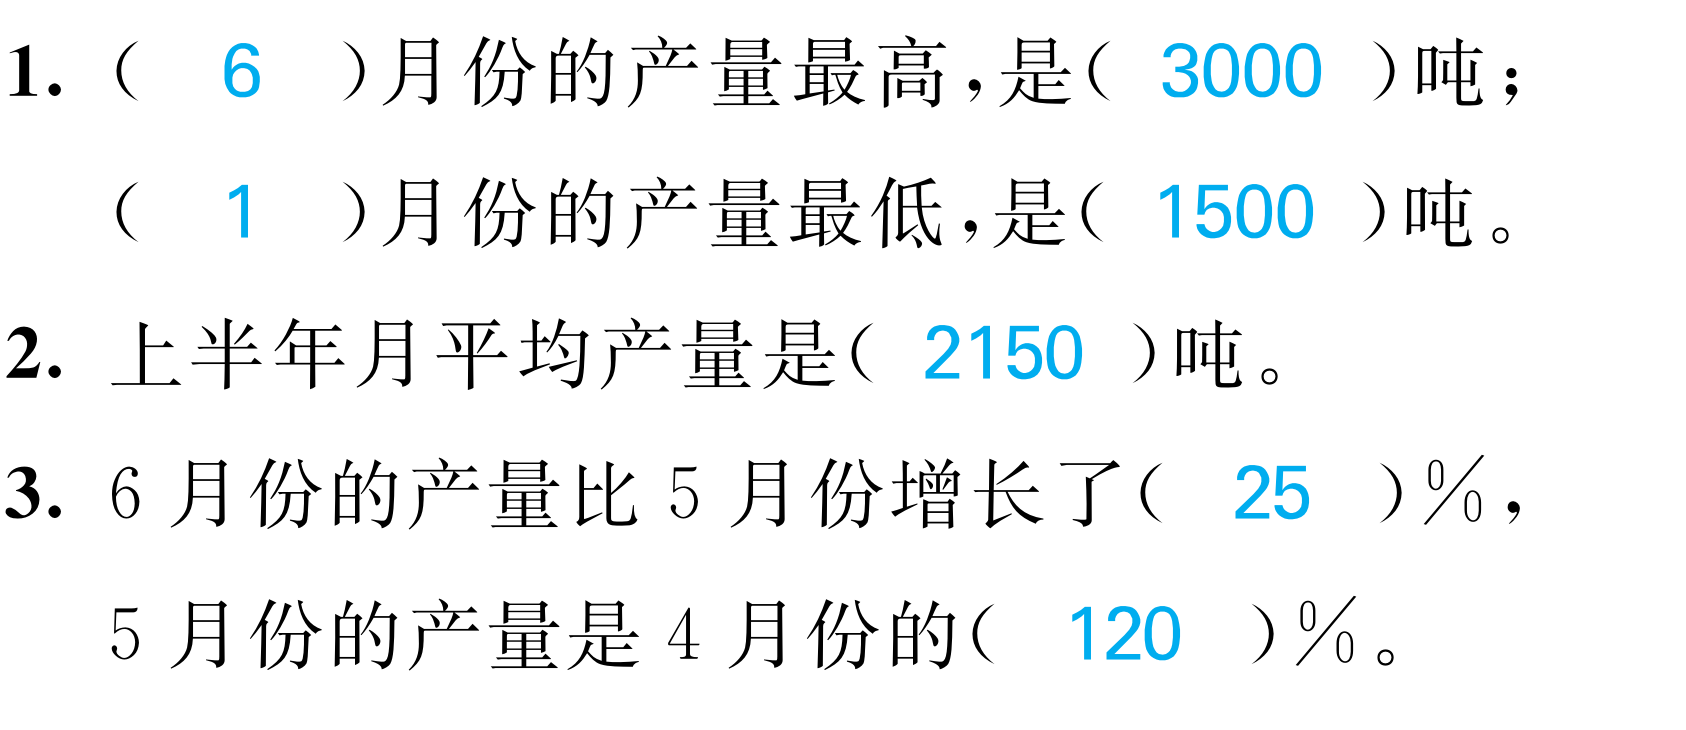 1. ( 6 )月份的产量最高,是( 3000 )吨;
( 1 )月份的产量最低,是( 1500 )吨。
2. 上半年月平均产量是( 2150 )吨。
3. 6 月份的产量比 5 月份增长了( 25 )%,
5 月份的产量是 4 月份的( 120 )%。